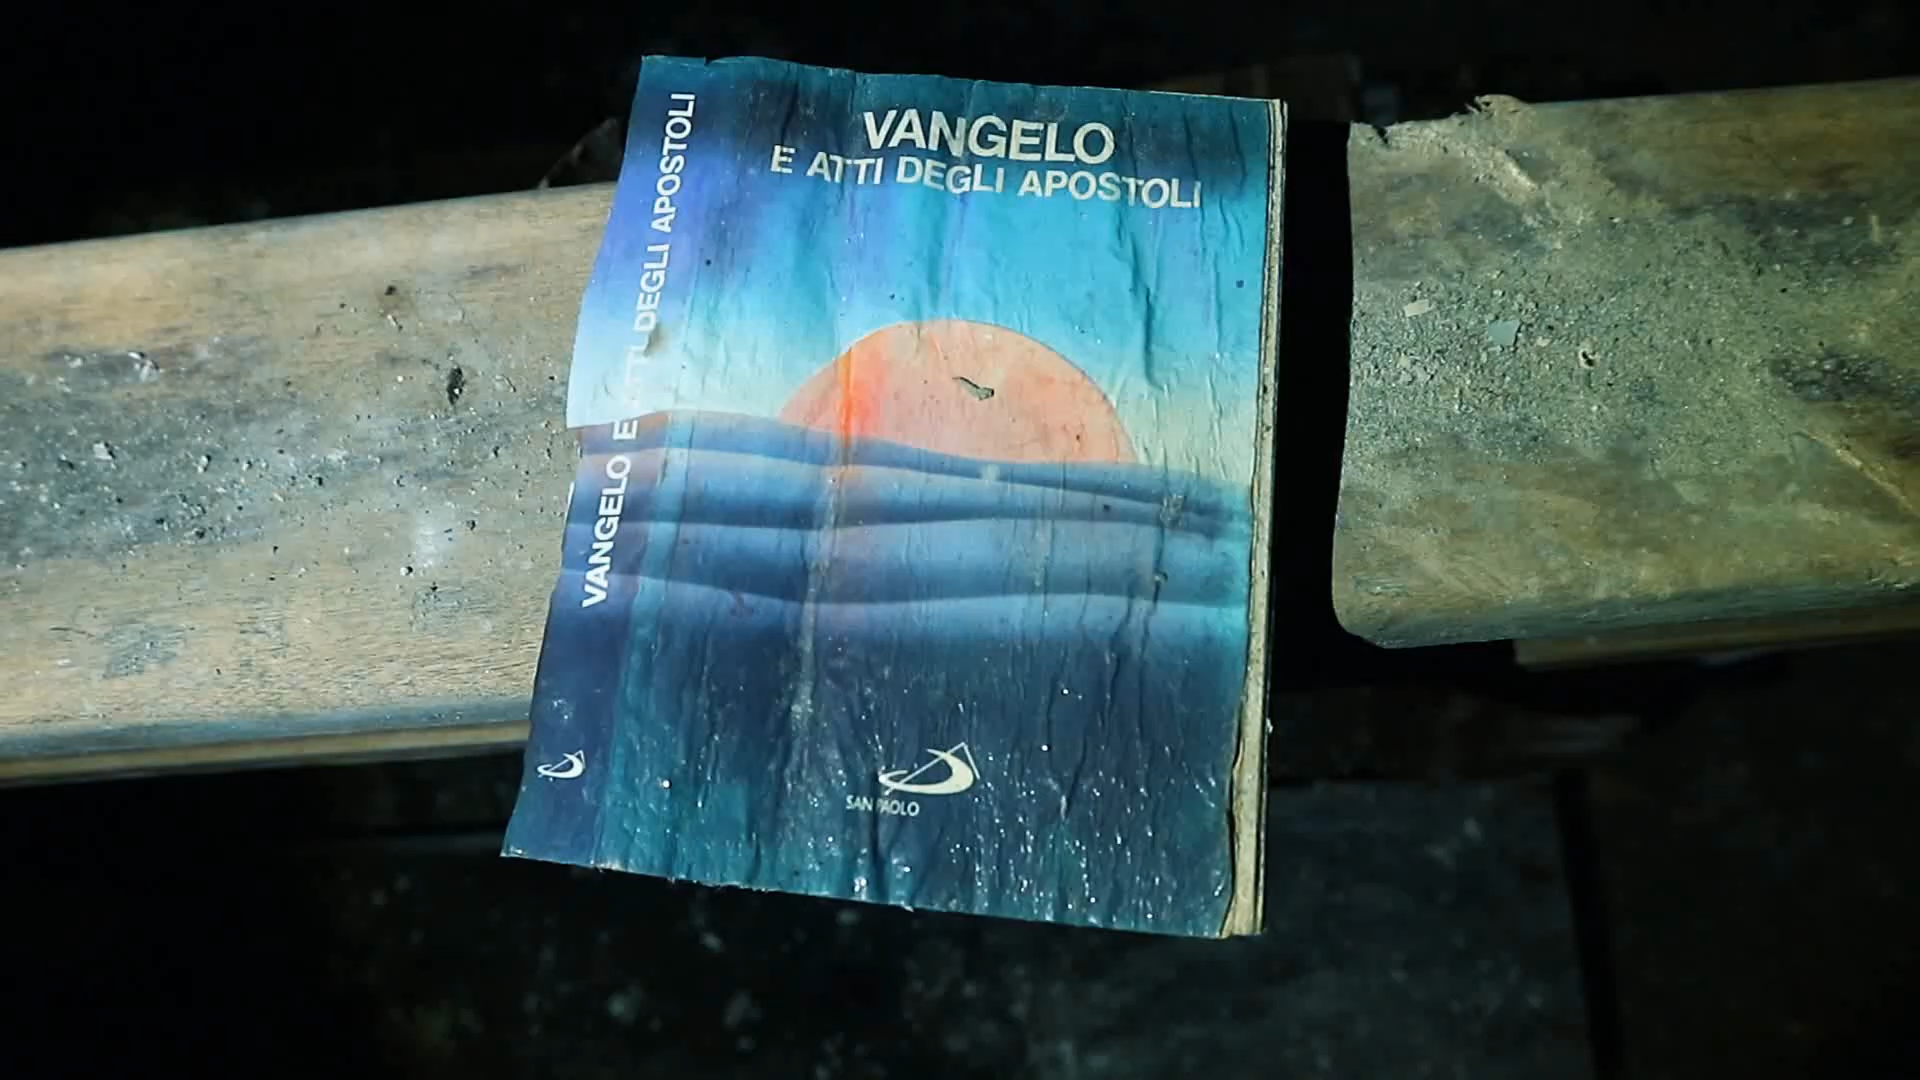 VANGELO
E ATTI DEGLI APOSTOLI
VANGELO E ATTI DEGLI APOSTOLI
SAN PAOLO